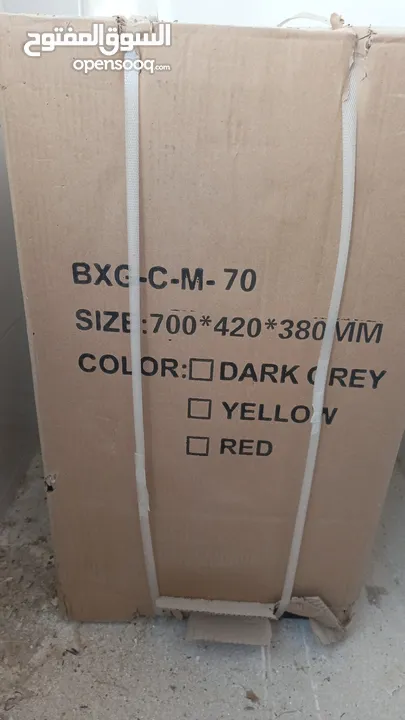 السوق المفتوح
opensooq.com
BXG-C-M-70
SIZE:700*420*380MM
COLOR:☐ DARK GREY
☐ YELLOW
☐ RED